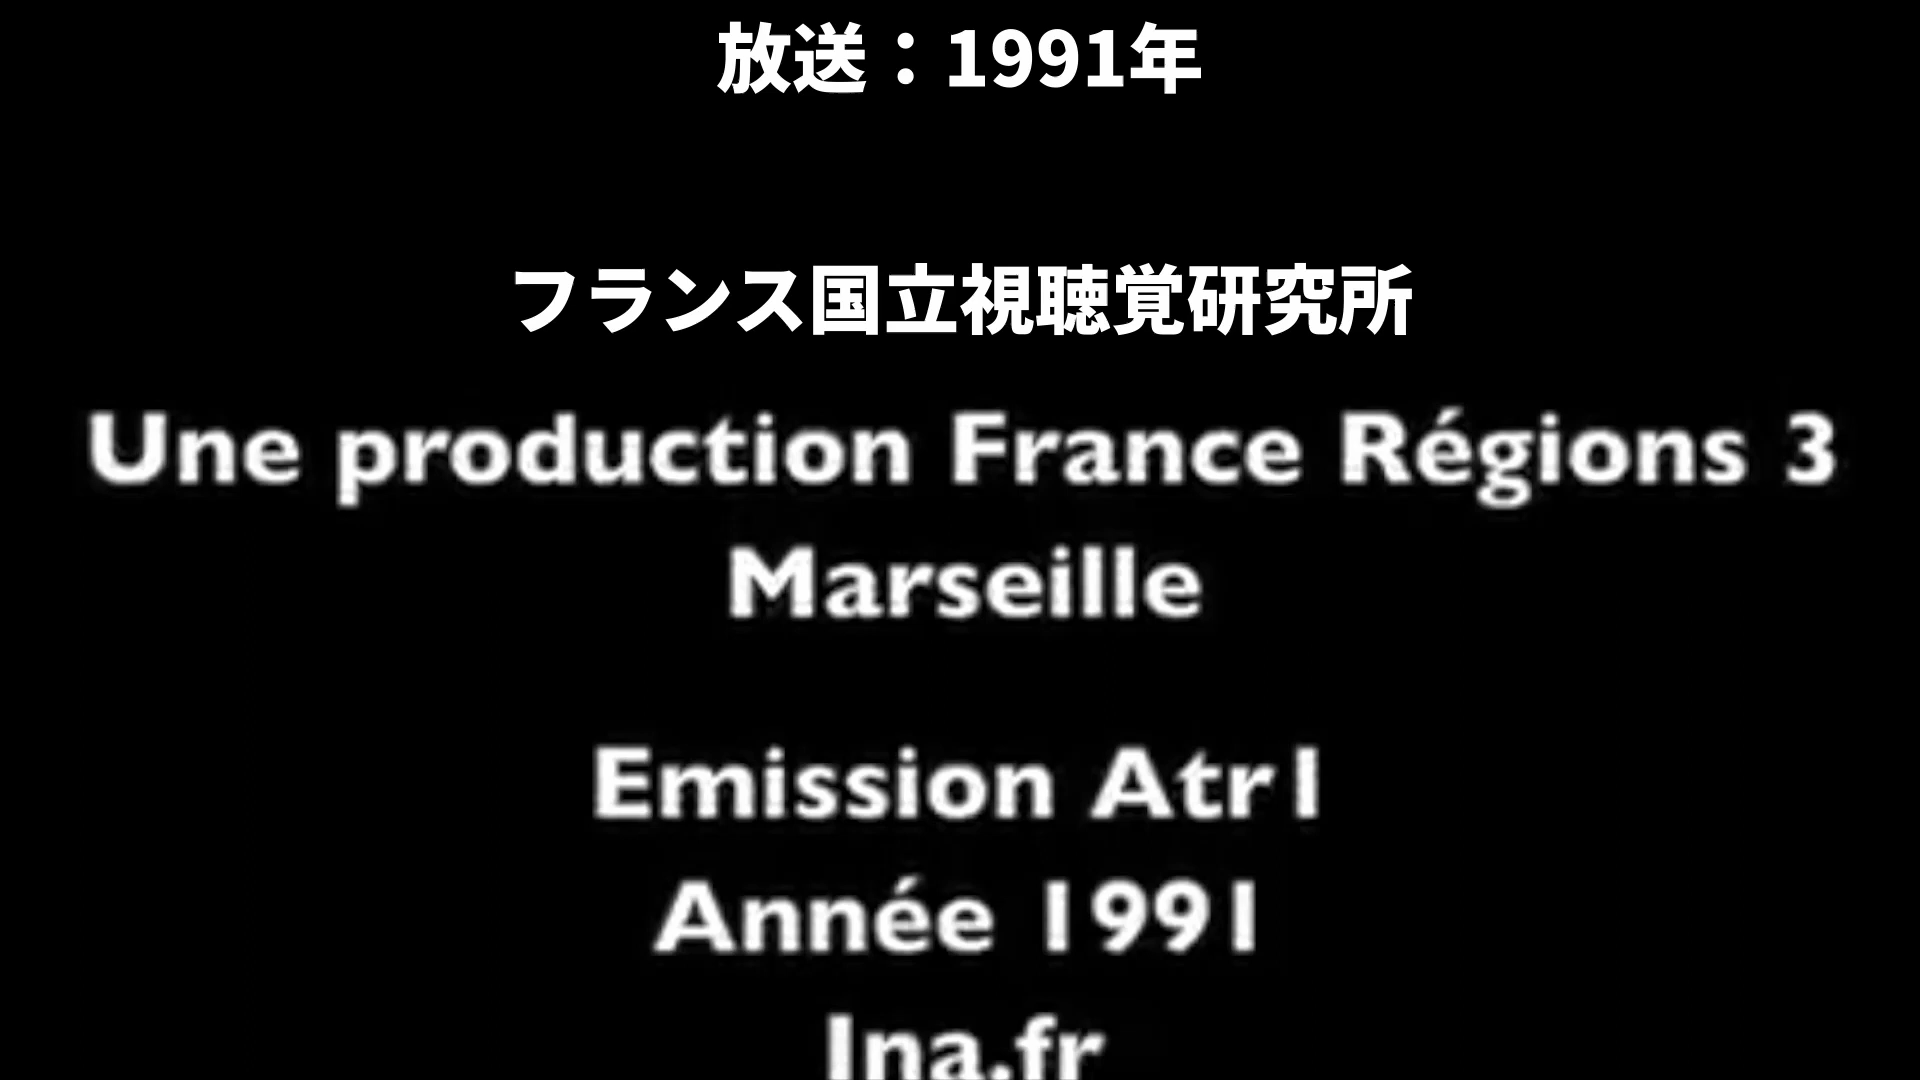 放送：1991年
フランス国立視聴覚研究所
Une production France Régions 3
Marseille
Emission Atr1
Année 1991
Ina.fr